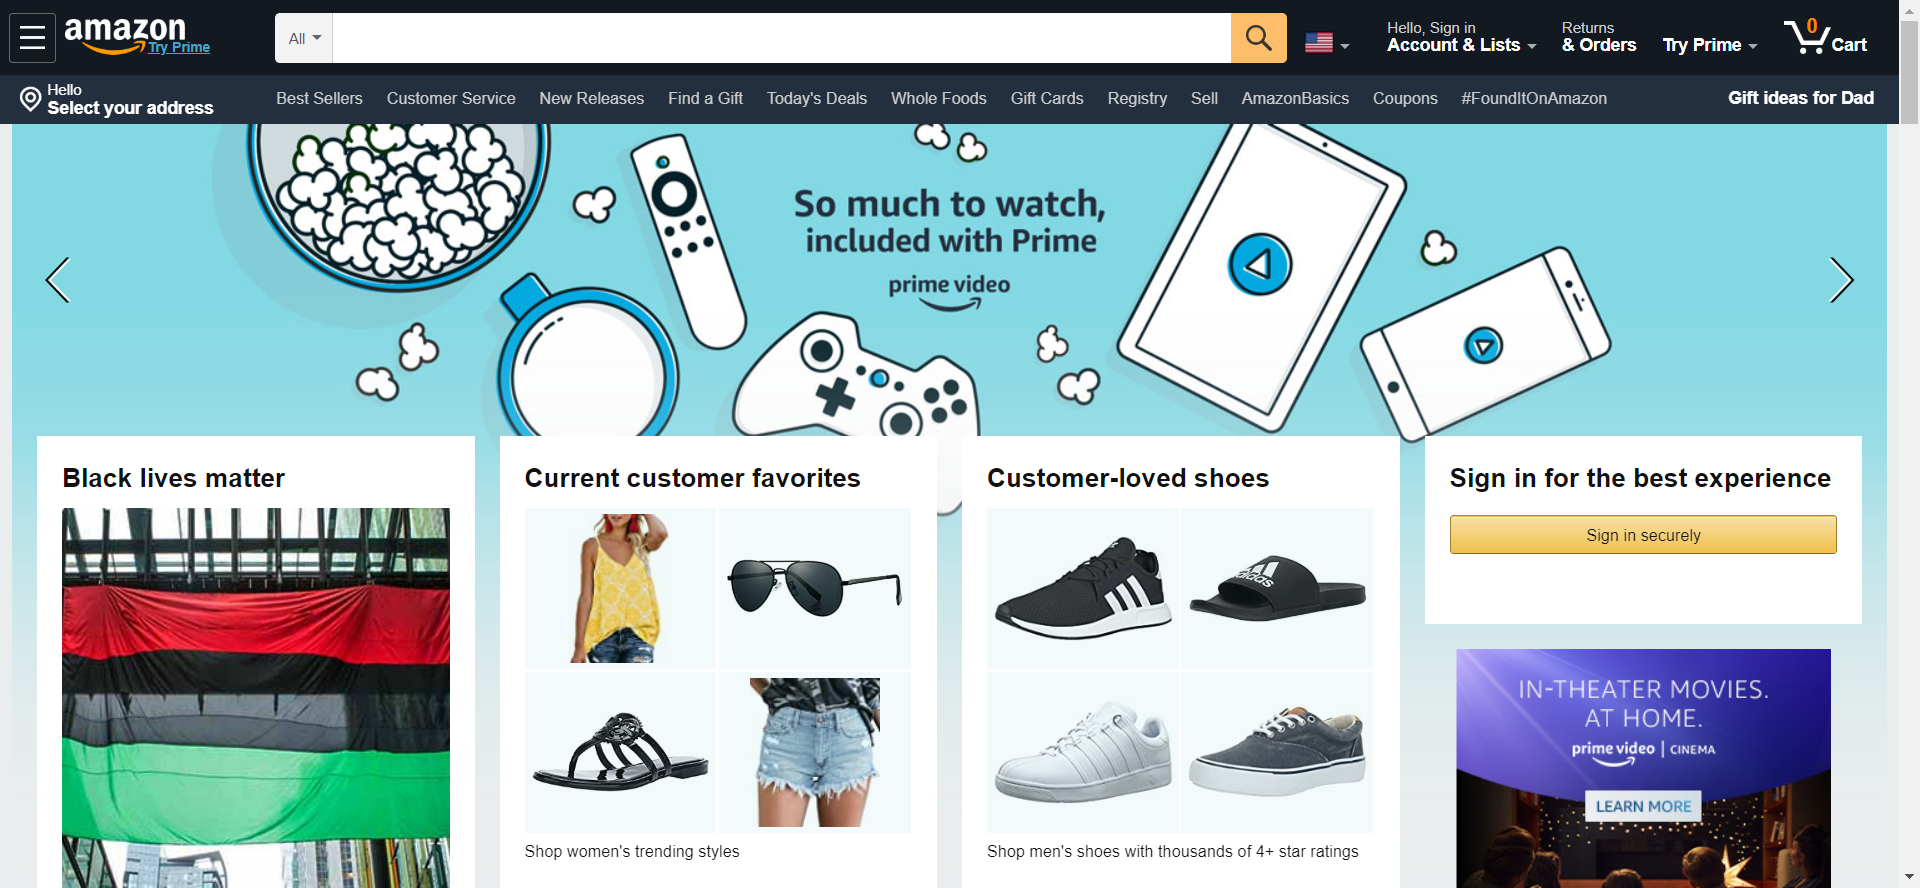 amazon
Try Prime
All
Hello, Sign in
Account & Lists
Returns
& Orders
Try Prime
0
Cart
Hello
Select your address
Best Sellers
Customer Service
New Releases
Find a Gift
Today's Deals
Whole Foods
Gift Cards
Registry
Sell
AmazonBasics
Coupons
#FoundItOnAmazon
Gift ideas for Dad
So much to watch,
included with Prime
prime video
Black lives matter
Current customer favorites
Shop women's trending styles
Customer-loved shoes
adidas
Shop men's shoes with thousands of 4+ star ratings
Sign in for the best experience
Sign in securely
IN-THEATER MOVIES.
AT HOME.
prime video | CINEMA
LEARN MORE